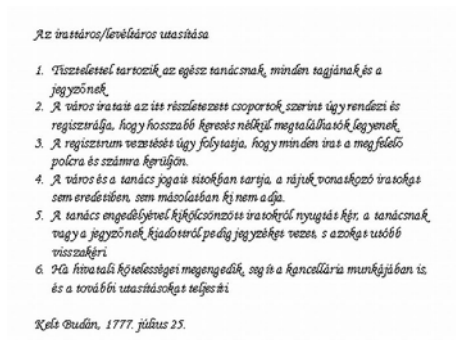 Az irattáros/levéltáros utasítása
1. Tisztelettel tartozik az egész tanácsnak, minden tagjának és a
jegyzőnek.
2. A város iratait az itt részletezett csoportok szerint úgy rendezi és
regisztrálja, hogy hosszabb keresés nélkül megtalálhatók legyenek.
3. A registrum vezetését úgy folytatja, hogy minden irat a megfelelő
polcra és számra kerüljön.
4. A város és a tanács jogait titokban tartja, a rájuk vonatkozó iratokat
sem eredetiben, sem másolatban ki nem adja.
5. A tanács engedélyével kikölcsönzött iratokról nyugtát kér, a tanácsnak
vagy a jegyzőnek kiadottról pedig jegyzéket vezet, s azokat utóbb
visszakéri.
6. Ha hivatali kötelességei megengedik, segít a kancellária munkájában is,
és a további utasításokat teljesíti.
Kelt Budán, 1777. július 25.